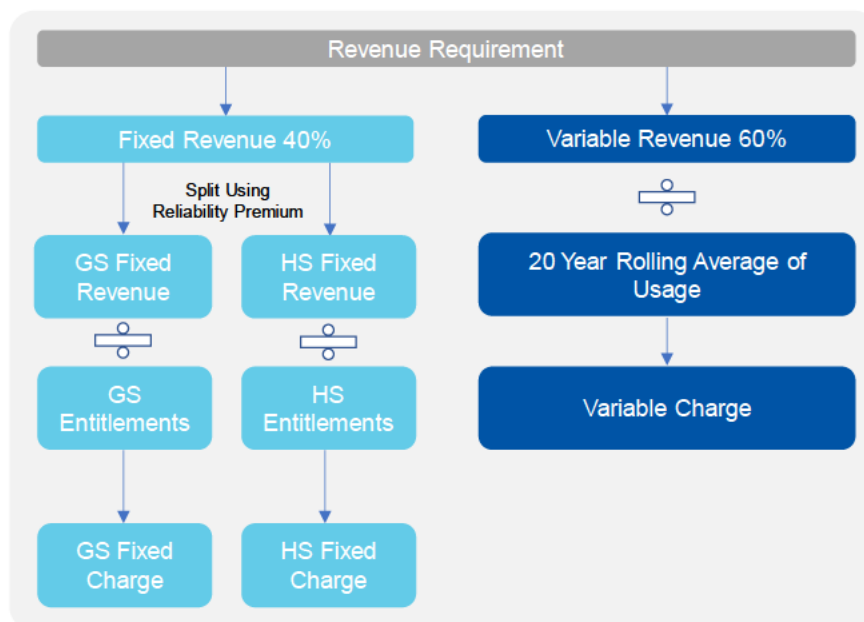 Revenue Requirement
Fixed Revenue 40%
Variable Revenue 60%
Split Using
Reliability Premium
GS Fixed
Revenue
HS Fixed
Revenue
20 Year Rolling Average of
Usage
GS
Entitlements
HS
Entitlements
Variable Charge
GS Fixed
Charge
HS Fixed
Charge